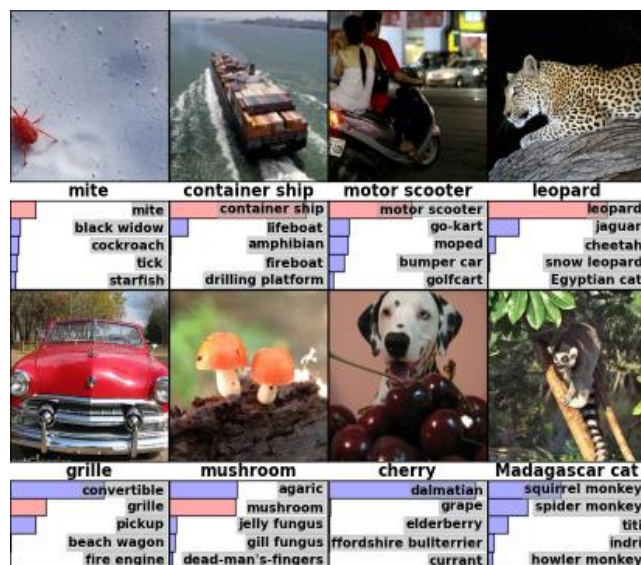 mite
container ship
motor scooter
leopard
mite
black widow
cockroach
tick
starfish
container ship
lifeboat
amphibian
fireboat
drilling platform
motor scooter
go-kart
moped
bumper car
golfcart
leopard
jaguar
cheetah
snow leopard
Egyptian cat
grille
mushroom
cherry
Madagascar cat
convertible
grille
pickup
beach wagon
fire engine
agaric
mushroom
jelly fungus
gill fungus
dead-man's-fingers
dalmatian
grape
elderberry
ffordshire bullterrier
currant
squirrel monkey
spider monkey
titi
indri
howler monkey